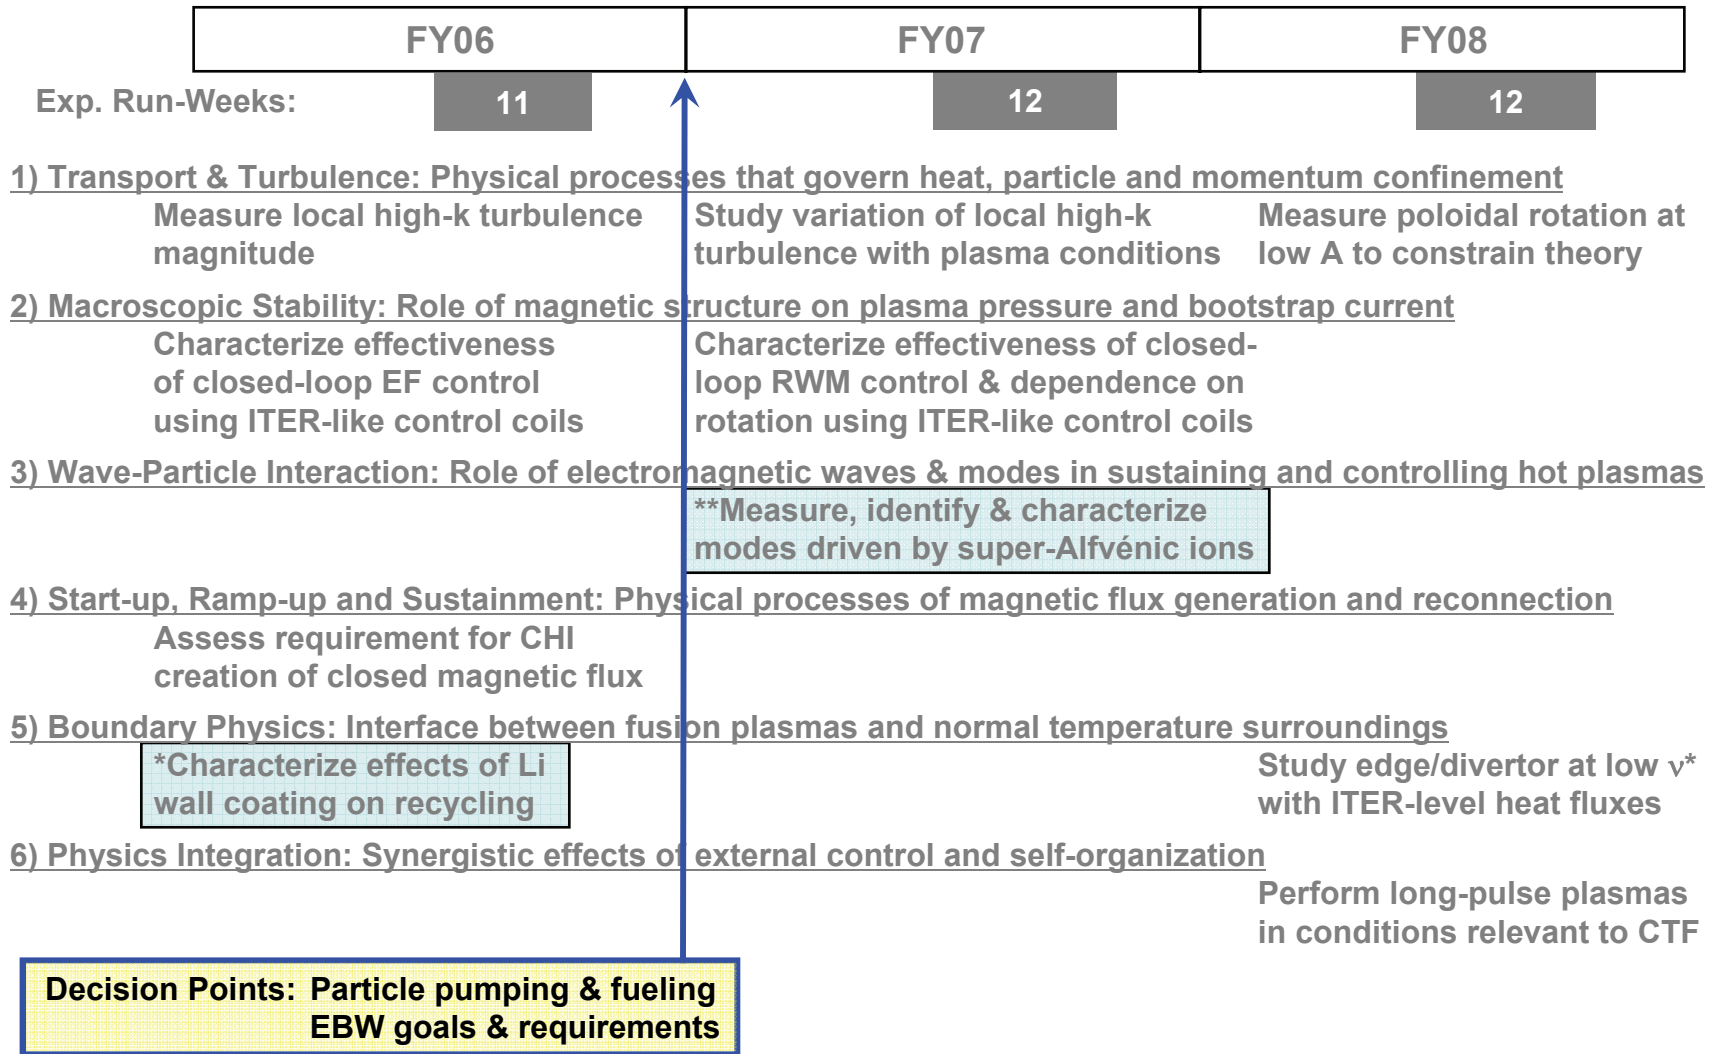 FY06 FY07 FY08
Exp. Run-Weeks: 11 12 12
1) Transport & Turbulence: Physical processes that govern heat, particle and momentum confinement
Measure local high-k turbulence
magnitude
Study variation of local high-k
turbulence with plasma conditions
Measure poloidal rotation at
low A to constrain theory
2) Macroscopic Stability: Role of magnetic structure on plasma pressure and bootstrap current
Characterize effectiveness
of closed-loop EF control
using ITER-like control coils
Characterize effectiveness of closed-
loop RWM control & dependence on
rotation using ITER-like control coils
3) Wave-Particle Interaction: Role of electromagnetic waves & modes in sustaining and controlling hot plasmas
**Measure, identify & characterize
modes driven by super-Alfvénic ions
4) Start-up, Ramp-up and Sustainment: Physical processes of magnetic flux generation and reconnection
Assess requirement for CHI
creation of closed magnetic flux
5) Boundary Physics: Interface between fusion plasmas and normal temperature surroundings
*Characterize effects of Li
wall coating on recycling
Study edge/divertor at low ν*
with ITER-level heat fluxes
6) Physics Integration: Synergistic effects of external control and self-organization
Perform long-pulse plasmas
in conditions relevant to CTF
Decision Points: Particle pumping & fueling
EBW goals & requirements